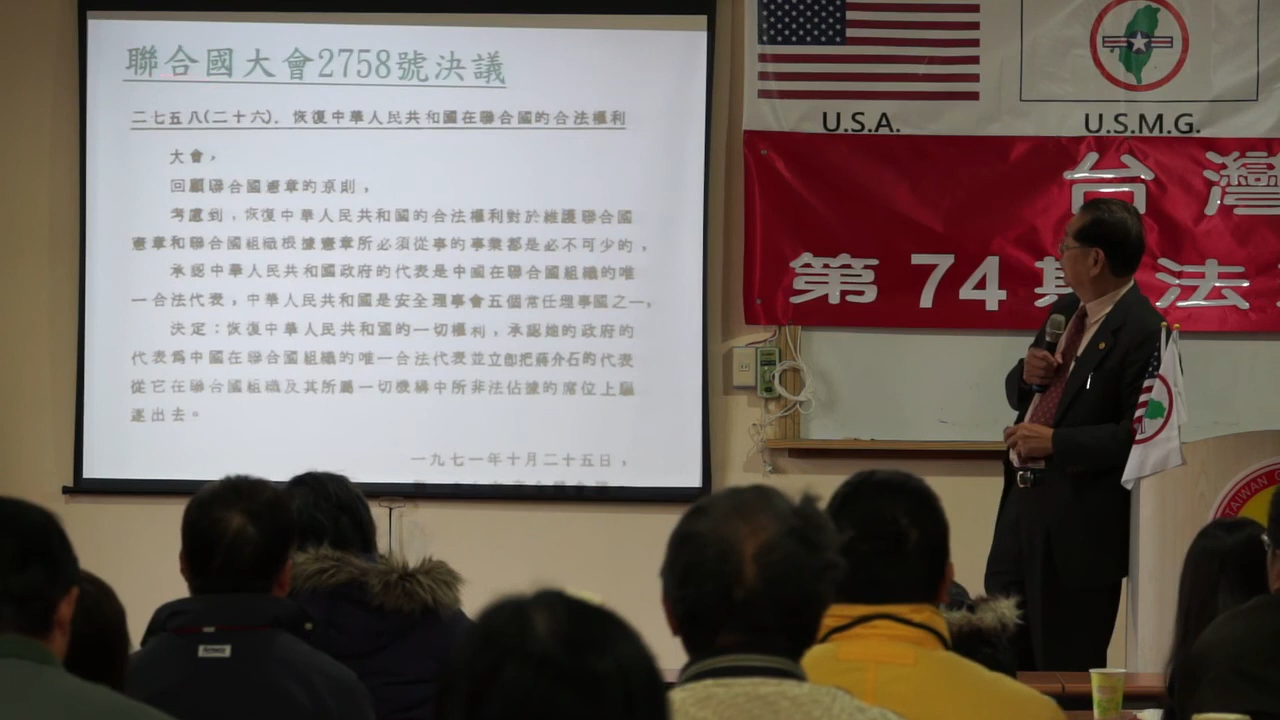 聯合國大會2758號決議
二七五八(二十六). 恢復中華人民共和國在聯合國的合法權利
大會，
回顧聯合國憲章的原則，
考慮到，恢復中華人民共和國的合法權利對於維護聯合國
憲章和聯合國組織根據憲章所必須從事的事業都是必不可少的，
承認中華人民共和國政府的代表是中國在聯合國組織的唯
一合法代表，中華人民共和國是安全理事會五個常任理事國之一，
決定：恢復中華人民共和國的一切權利，承認她的政府的
代表為中國在聯合國組織的唯一合法代表並立即把蔣介石的代表
從它在聯合國組織及其所屬一切機構中所非法佔據的席位上驅
逐出去。
一九七一年十月二十五日，
U.S.A.
U.S.M.G.
台灣
第74期法
TAIWAN